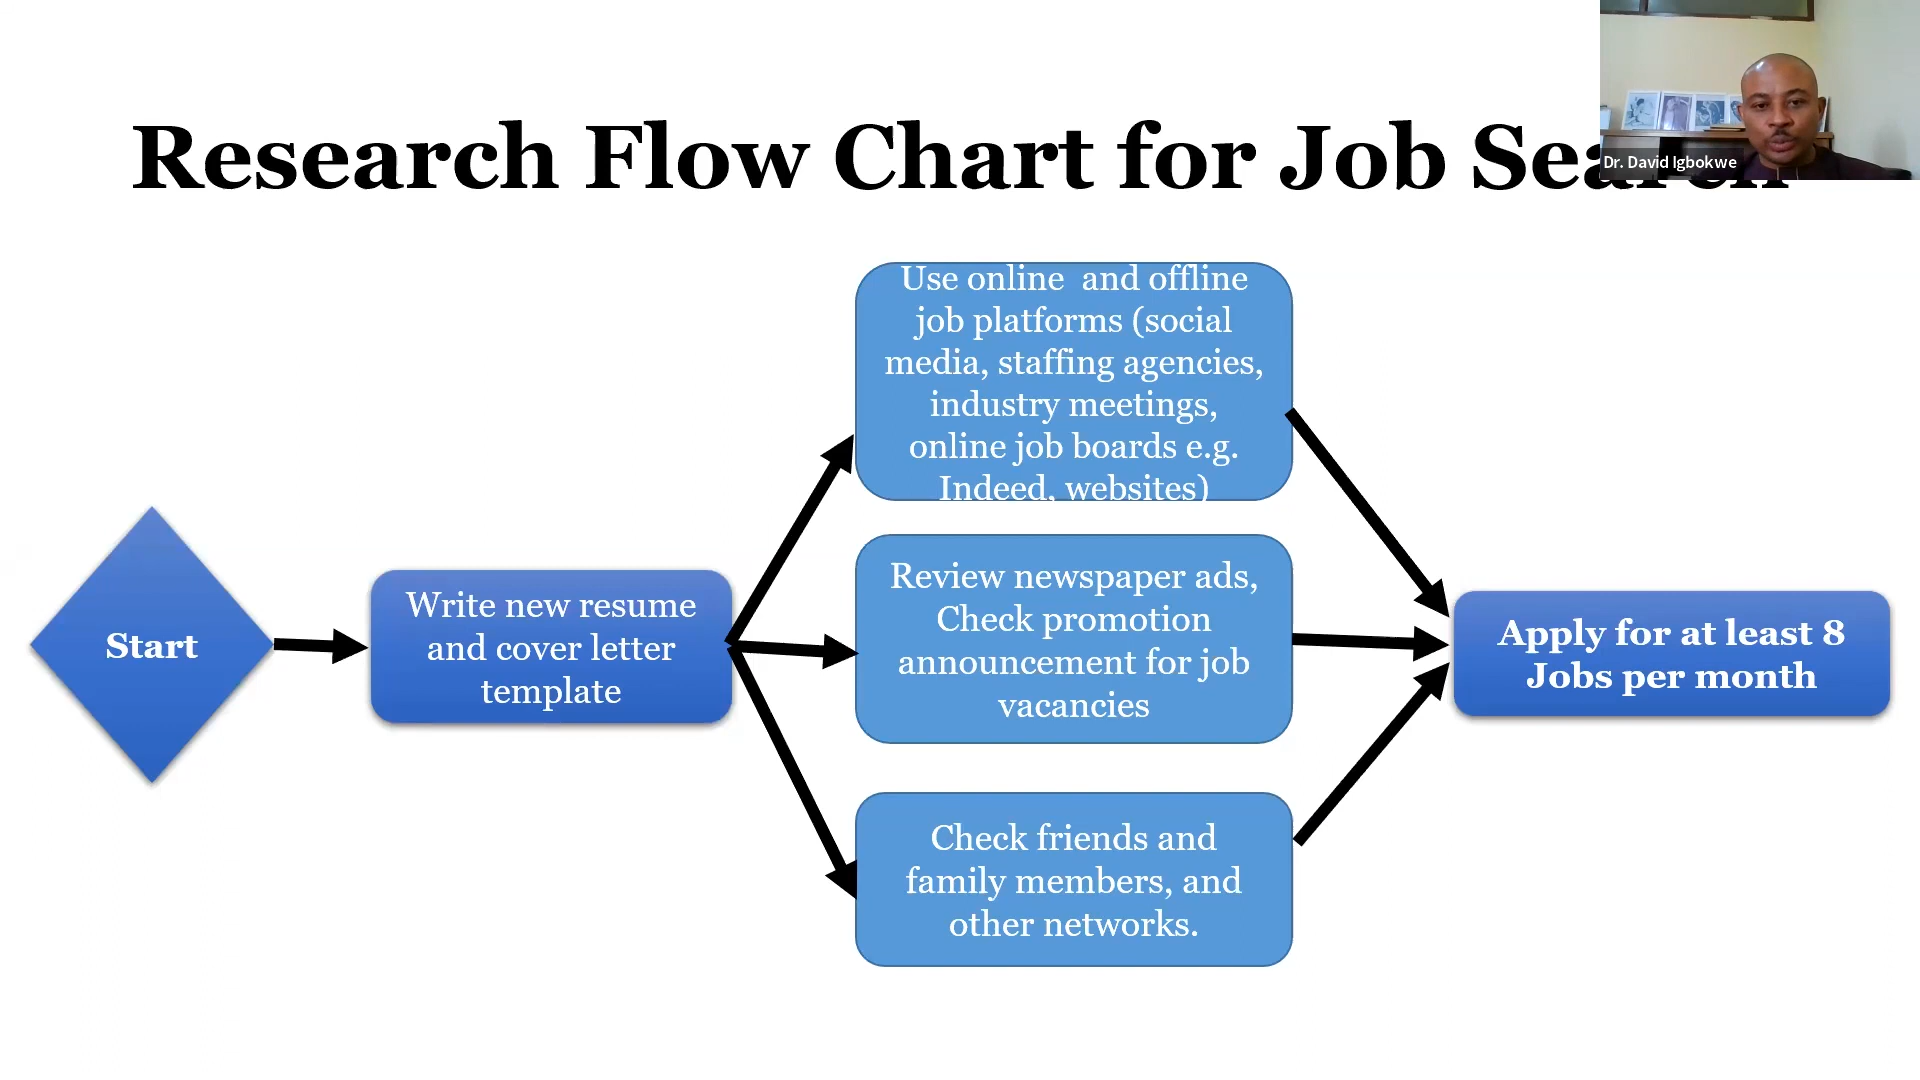 Research Flow Chart for Job Search
Dr. David Igbokwe
Use online  and offline
job platforms (social
media, staffing agencies,
industry meetings,
online job boards e.g.
Indeed, websites)
Start
Write new resume
and cover letter
template
Review newspaper ads,
Check promotion
announcement for job
vacancies
Check friends and
family members, and
other networks.
Apply for at least 8
Jobs per month